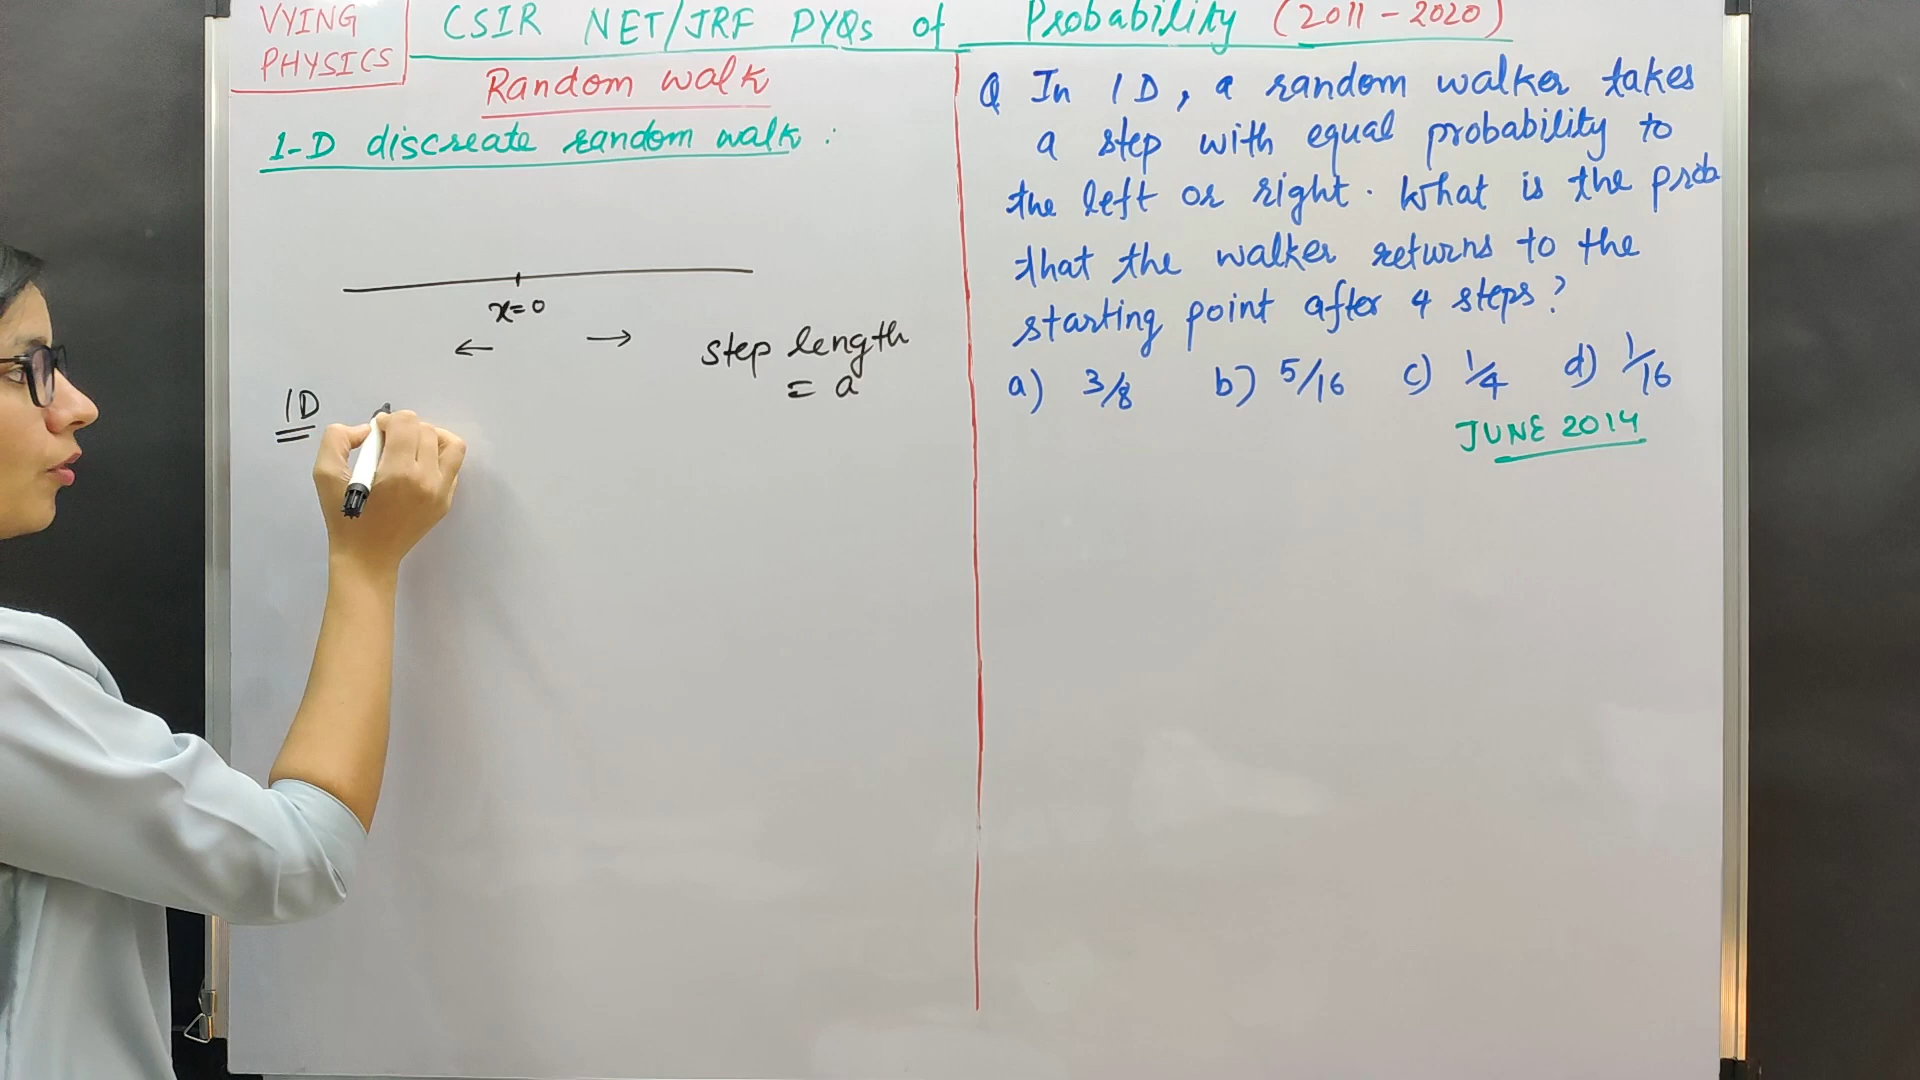 VYING
PHYSICS
CSIR NET/JRF PYQs of Probability (2011-2020)
Random walk
1-D discreate random walk :
x=0
← →
step length
= a
1D
Q In 1D, a random walker takes
a step with equal probability to
the left or right. What is the prob
that the walker returns to the
starting point after 4 steps?
a) 3/8 b) 5/16 c) 1/4 d) 1/16
JUNE 2014